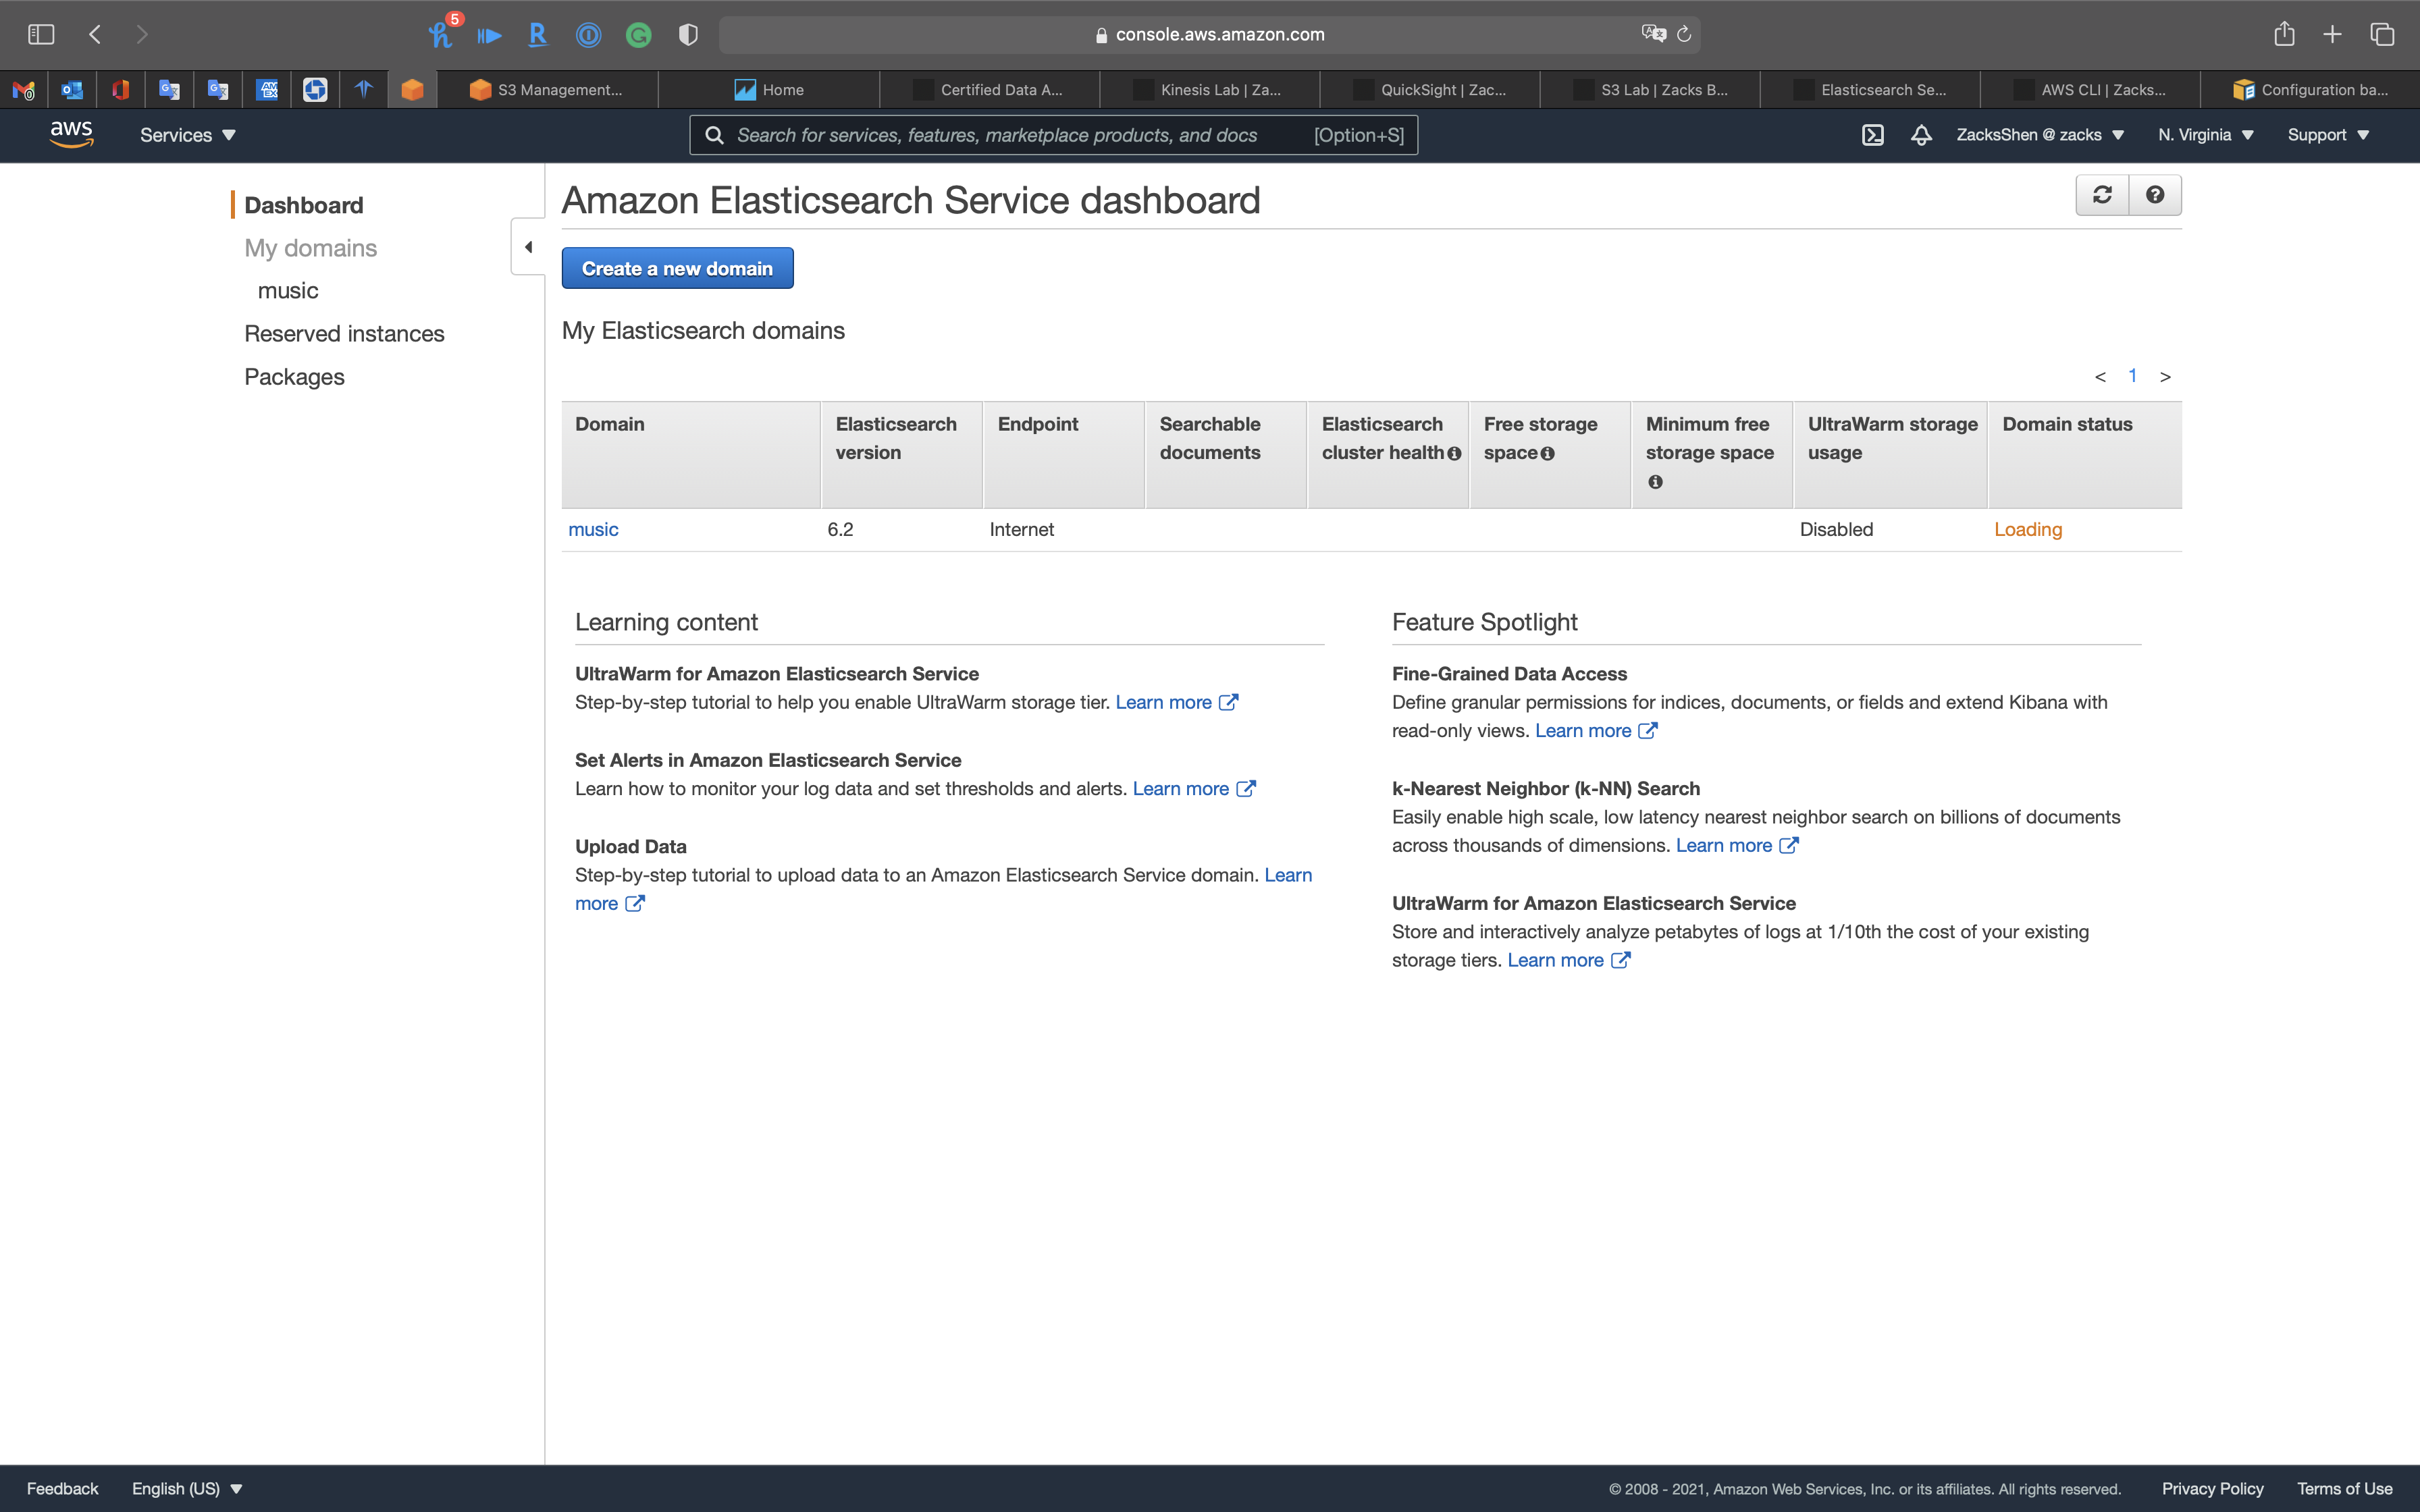 5
console.aws.amazon.com
S3 Management...
Home
Certified Data A...
Kinesis Lab | Za...
QuickSight | Zac...
S3 Lab | Zacks B...
Elasticsearch Se...
AWS CLI | Zacks...
Configuration ba...
aws
Services
Search for services, features, marketplace products, and docs
[Option+S]
ZacksShen @ zacks
N. Virginia
Support
Dashboard
My domains
music
Reserved instances
Packages
Amazon Elasticsearch Service dashboard
Create a new domain
My Elasticsearch domains
< 1 >
Domain
Elasticsearch version
Endpoint
Searchable documents
Elasticsearch cluster health
Free storage space
Minimum free storage space
UltraWarm storage usage
Domain status
music
6.2
Internet
Disabled
Loading
Learning content
UltraWarm for Amazon Elasticsearch Service
Step-by-step tutorial to help you enable UltraWarm storage tier. Learn more
Set Alerts in Amazon Elasticsearch Service
Learn how to monitor your log data and set thresholds and alerts. Learn more
Upload Data
Step-by-step tutorial to upload data to an Amazon Elasticsearch Service domain. Learn
more
Feature Spotlight
Fine-Grained Data Access
Define granular permissions for indices, documents, or fields and extend Kibana with
read-only views. Learn more
k-Nearest Neighbor (k-NN) Search
Easily enable high scale, low latency nearest neighbor search on billions of documents
across thousands of dimensions. Learn more
UltraWarm for Amazon Elasticsearch Service
Store and interactively analyze petabytes of logs at 1/10th the cost of your existing
storage tiers. Learn more
Feedback
English (US)
© 2008 - 2021, Amazon Web Services, Inc. or its affiliates. All rights reserved.
Privacy Policy
Terms of Use